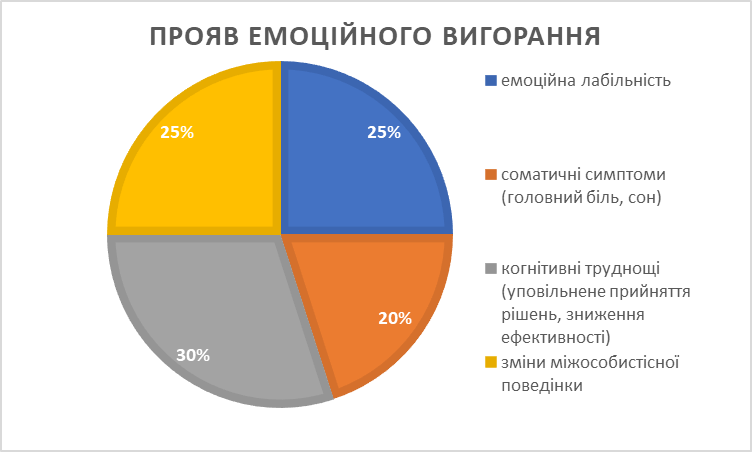 ПРОЯВ ЕМОЦІЙНОГО ВИГОРАННЯ
25%
25%
20%
30%
емоційна лабільність
соматичні симптоми
(головний біль, сон)
когнітивні труднощі
(уповільнене прийняття
рішень, зниження
ефективності)
зміни міжособистісної
поведінки